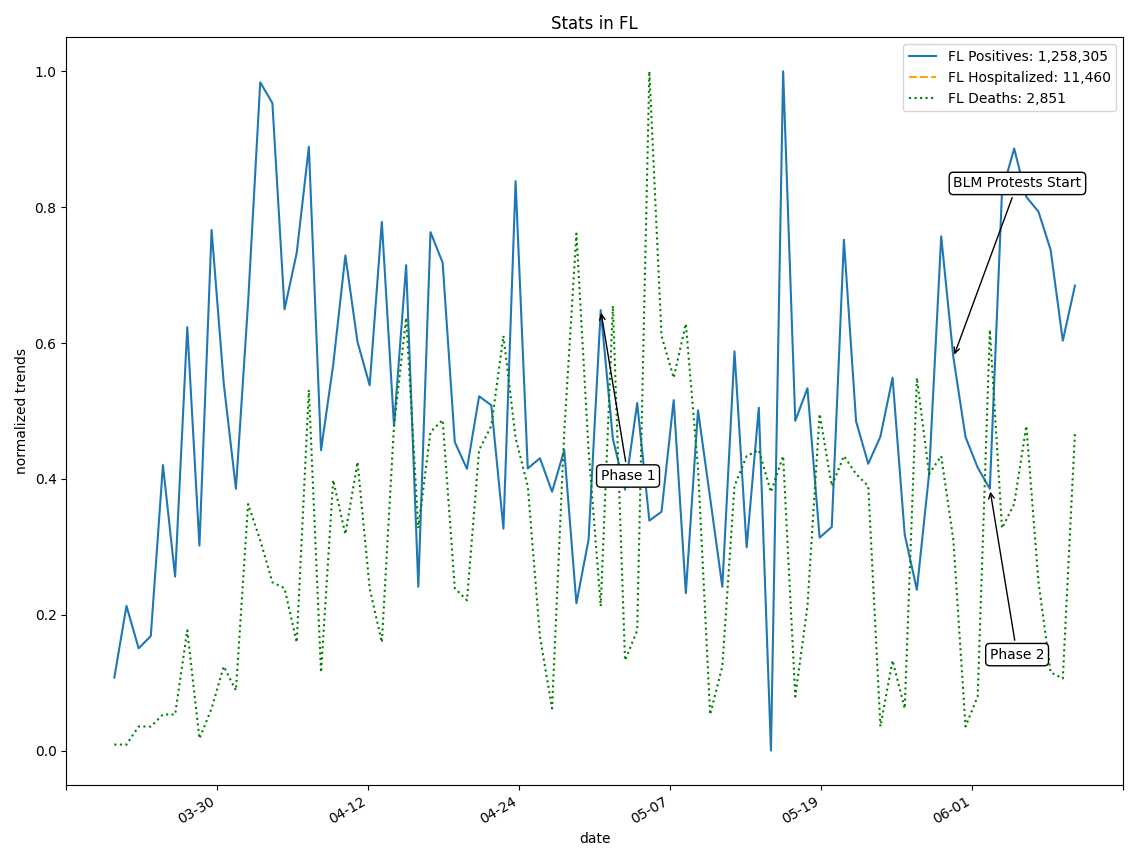 Stats in FL
FL Positives: 1,258,305
FL Hospitalized: 11,460
FL Deaths: 2,851
normalized trends
1.0
0.8
0.6
0.4
0.2
0.0
BLM Protests Start
Phase 1
Phase 2
03-30
04-12
04-24
05-07
05-19
06-01
date